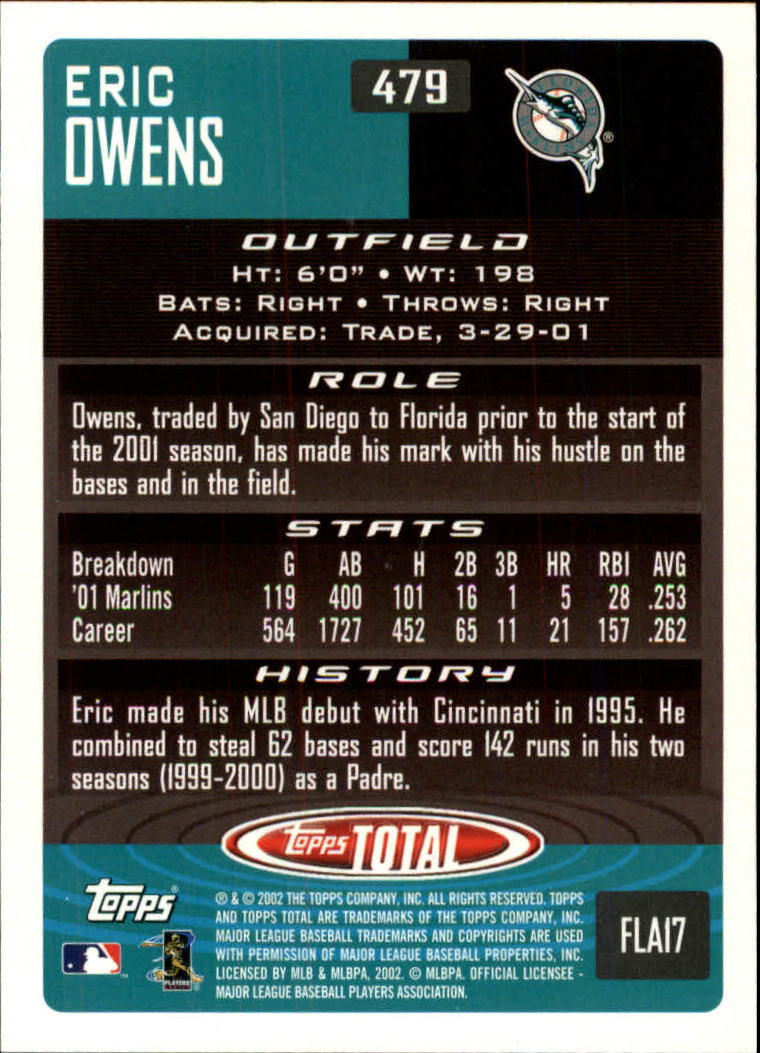 ERIC
OWENS
479
®
OUTFIELD
HT: 6'0" • WT: 198
BATS: RIGHT • THROWS: RIGHT
ACQUIRED: TRADE, 3-29-01
ROLE
Owens, traded by San Diego to Florida prior to the start of
the 2001 season, has made his mark with his hustle on the
bases and in the field.
STATS
Breakdown G AB H 2B 3B HR RBI AVG
'01 Marlins 119 400 101 16 1 5 28 .253
Career 564 1727 452 65 11 21 157 .262
HISTORY
Eric made his MLB debut with Cincinnati in 1995. He
combined to steal 62 bases and score 142 runs in his two
seasons (1999-2000) as a Padre.
topps TOTAL
topps®
® & © 2002 THE TOPPS COMPANY, INC. ALL RIGHTS RESERVED. TOPPS
AND TOPPS TOTAL ARE TRADEMARKS OF THE TOPPS COMPANY, INC.
MAJOR LEAGUE BASEBALL TRADEMARKS AND COPYRIGHTS ARE USED
WITH PERMISSION OF MAJOR LEAGUE BASEBALL PROPERTIES, INC.
LICENSED BY MLB & MLBPA, 2002. © MLBPA. OFFICIAL LICENSEE -
MAJOR LEAGUE BASEBALL PLAYERS ASSOCIATION.
FLA17
PLAYERS